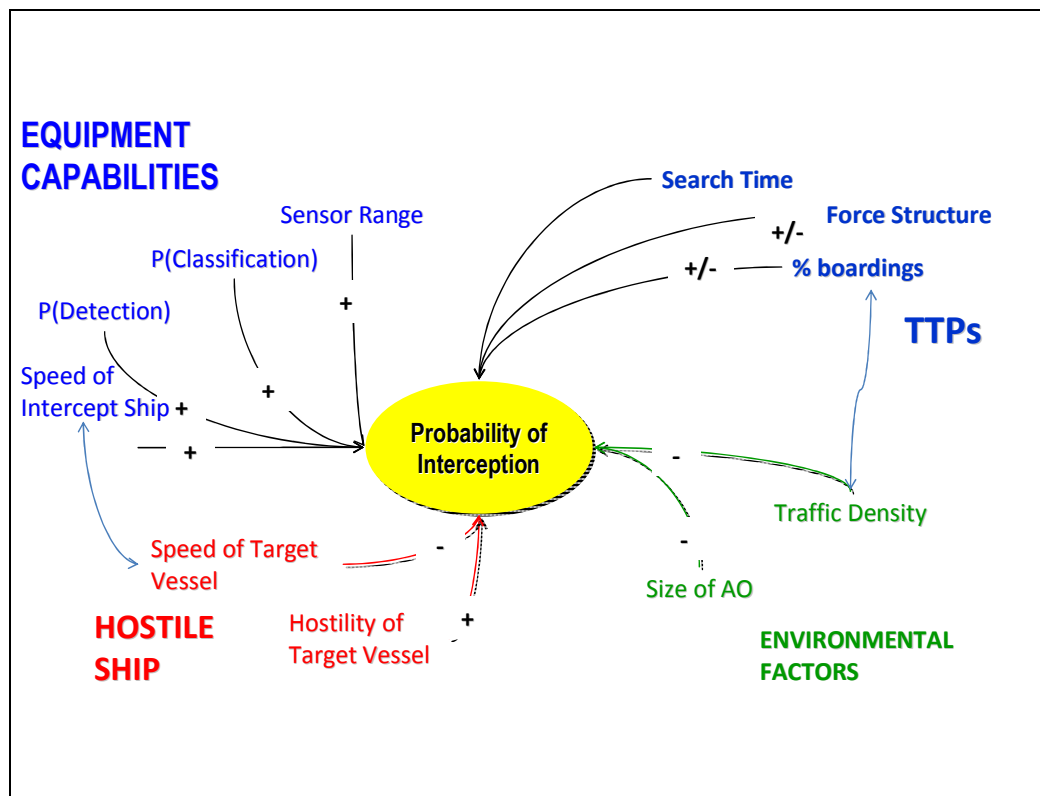 EQUIPMENT
CAPABILITIES
Search Time
Sensor Range
Force Structure
+/-
P(Classification)
+/-
% boardings
P(Detection)
+
TTPs
Speed of
Intercept Ship
+
+
+
Probability of
Interception
-
-
Traffic Density
-
Speed of Target
Vessel
Size of AO
HOSTILE
SHIP
Hostility of
Target Vessel
+
ENVIRONMENTAL
FACTORS